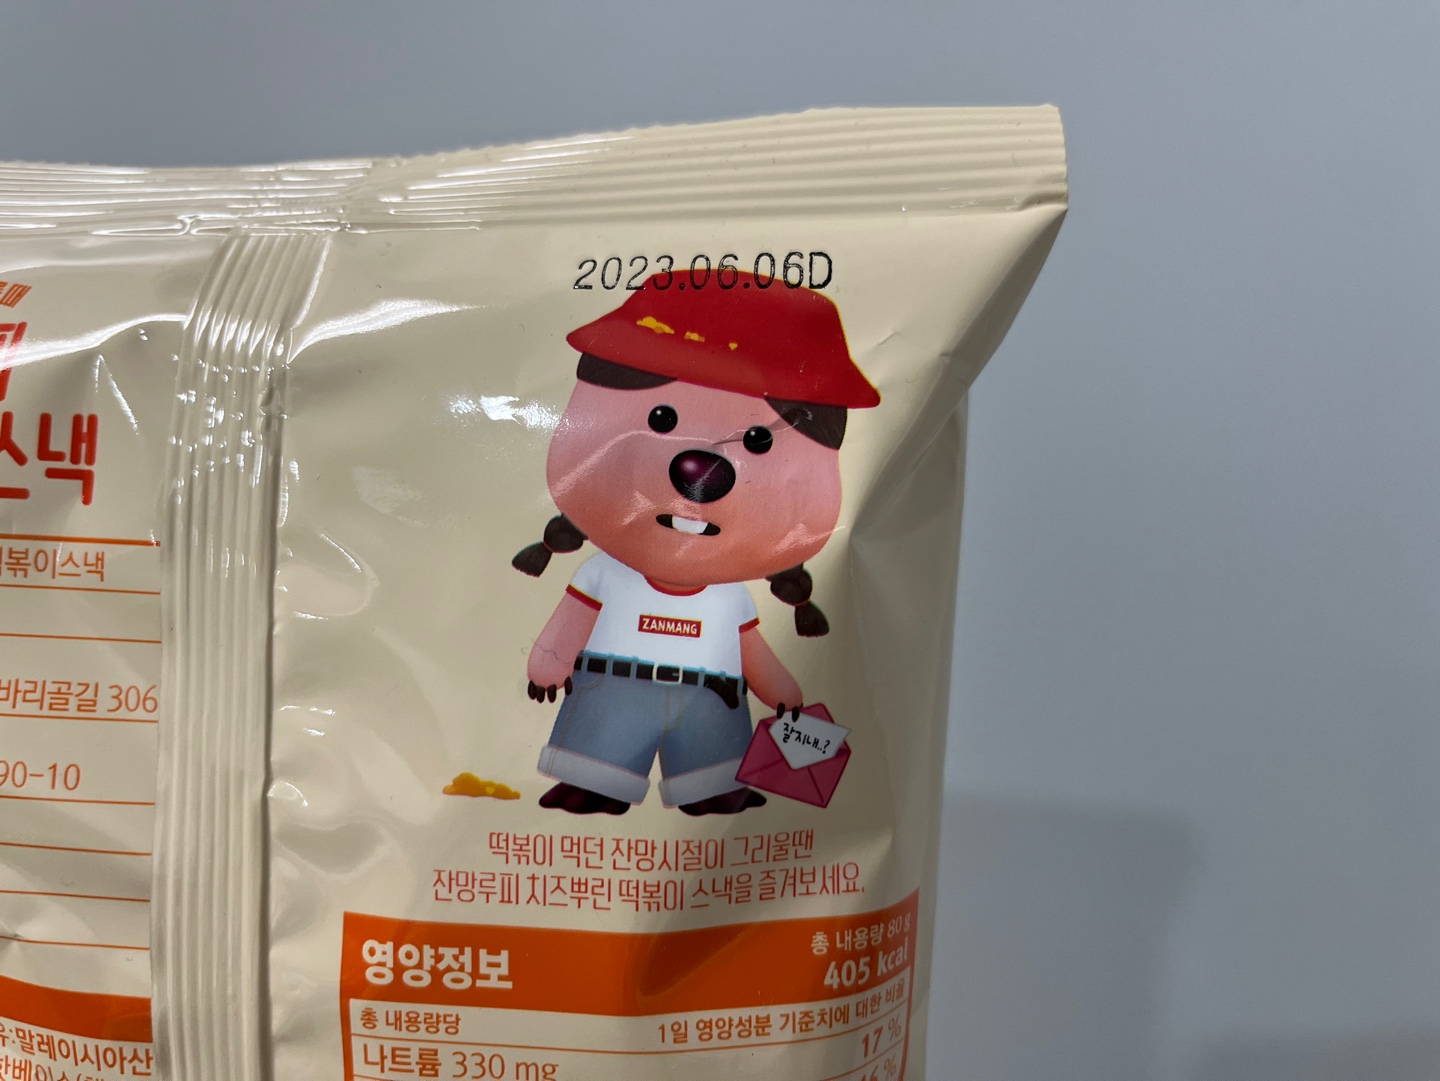 스낵
떡볶이스낵
바리골길 306
90-10
말레이시아산
2023.06.06D
ZANMANG
잘지내..?
떡볶이 먹던 잔망시절이 그리울땐
잔망루피 치즈뿌린 떡볶이 스낵을 즐겨보세요.
영양정보
총 내용량 80 g
405 kcal
총 내용량당
1일 영양성분 기준치에 대한 비율
나트륨 330 mg
17 %